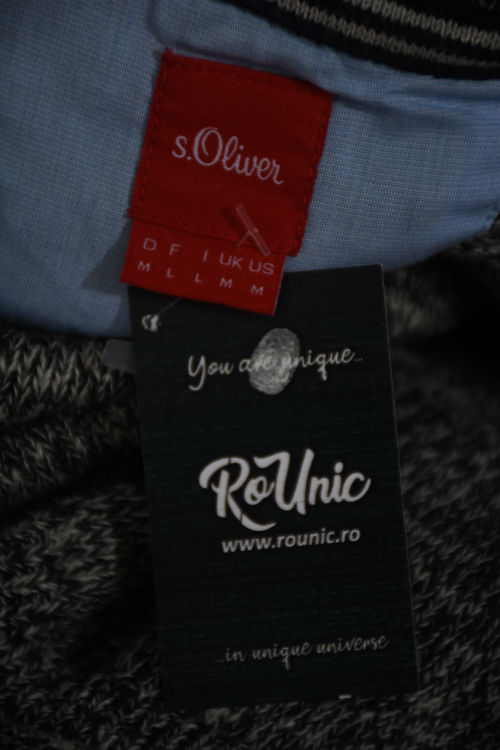 s.Oliver
D F I UK US
M L L M M
You are unique...
RoUnic
www.rounic.ro
...in unique universe